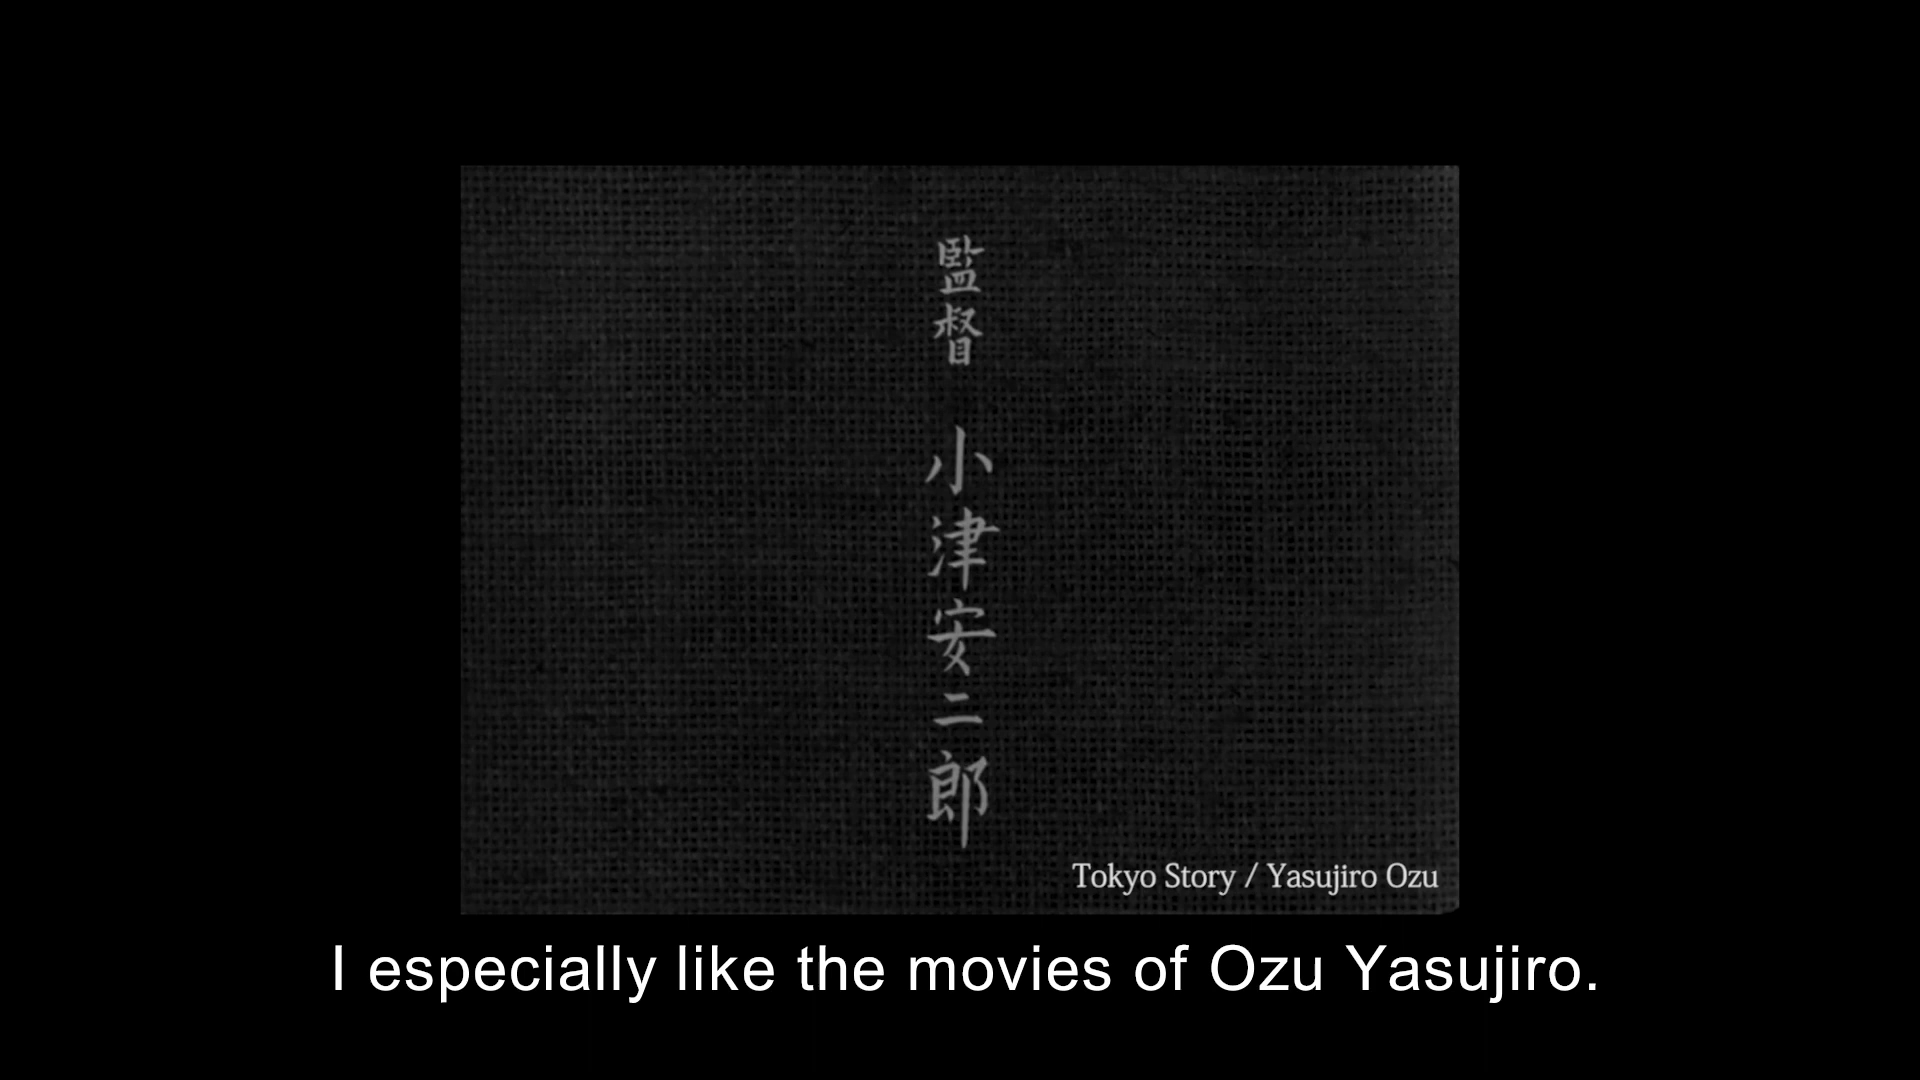 監督 小津安二郎
Tokyo Story / Yasujiro Ozu
I especially like the movies of Ozu Yasujiro.